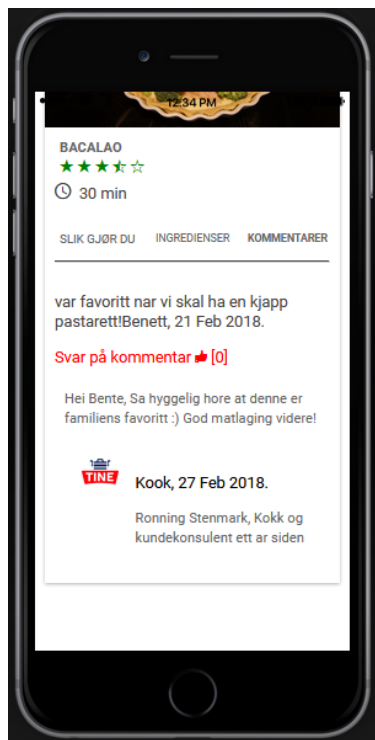 12:34 PM
BACALAO
30 min
SLIK GJØR DU INGREDIENSER KOMMENTARER
var favoritt nar vi skal ha en kjapp
pastarett!Benett, 21 Feb 2018.
Svar på kommentar [0]
Hei Bente, Sa hyggelig hore at denne er
familiens favoritt :) God matlaging videre!
TINE
Kook, 27 Feb 2018.
Ronning Stenmark, Kokk og
kundekonsulent ett ar siden